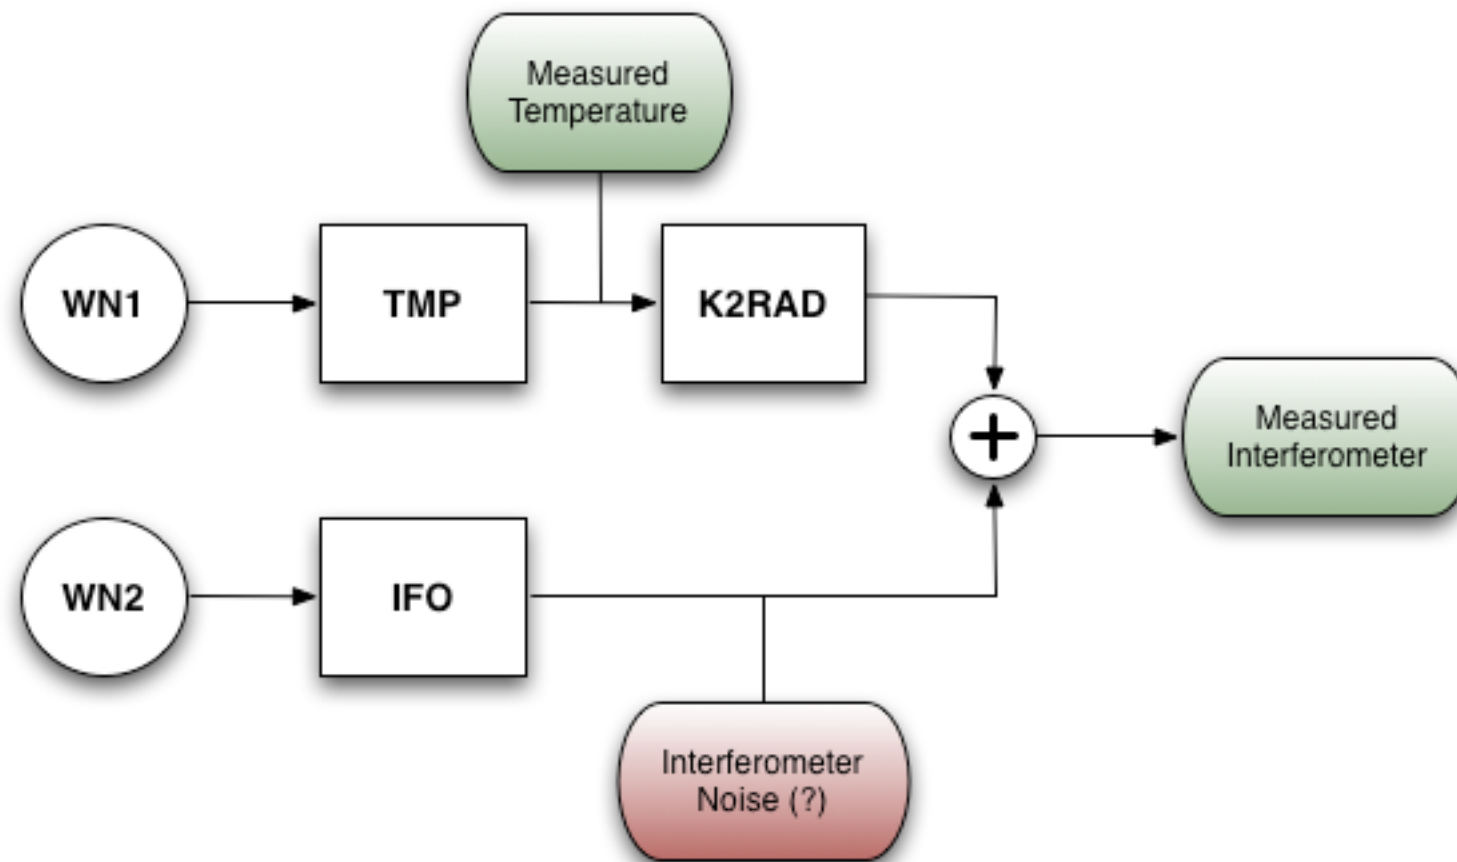 Measured
Temperature
WN1
TMP
K2RAD
Measured
Interferometer
WN2
IFO
Interferometer
Noise (?)